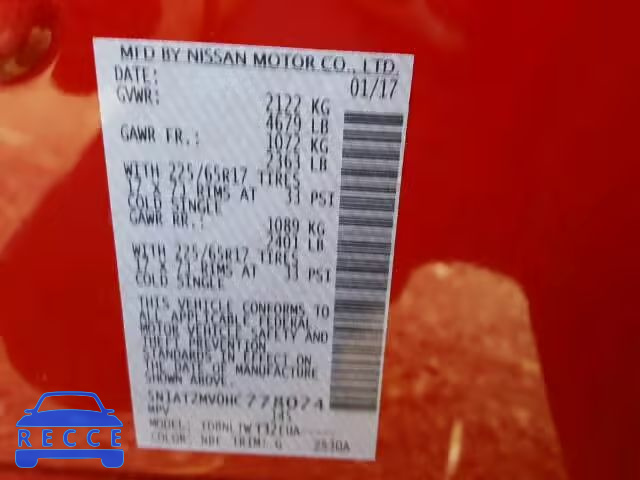 MFD BY NISSAN MOTOR CO., LTD.
DATE: 01/17
GVWR: 2122 KG
4679 LB
GAWR FR.: 1072 KG
2363 LB
WITH 225/65R17 TIRES
17 X 7J RIMS AT 33 PSI
COLD SINGLE
GAWR RR.: 1089 KG
2401 LB
WITH 225/65R17 TIRES
17 X 7J RIMS AT 33 PSI
COLD SINGLE
THIS VEHICLE CONFORMS TO
ALL APPLICABLE FEDERAL
MOTOR VEHICLE SAFETY AND
THEFT PREVENTION
STANDARDS IN EFFECT ON
THE DATE OF MANUFACTURE
SHOWN ABOVE.
5N1AT2MV0HC778074
MPV
MODEL:
COLOR: NBF TRIM: G 2530A
RECCE